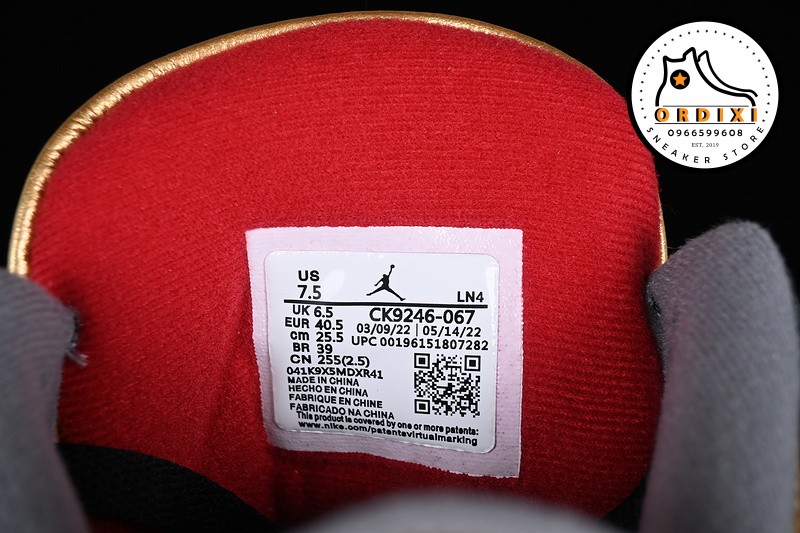 ORDIXI
0966599608
SNEAKER STORE
EST. 2019
US
7.5
LN4
UK 6.5
CK9246-067
EUR 40.5
03/09/22 | 05/14/22
cm 25.5
UPC 00196151807282
BR 39
CN 255(2.5)
041K9X5MDXR41
MADE IN CHINA
HECHO EN CHINA
FABRIQUE EN CHINE
FABRICADO NA CHINA
This product is covered by one or more patents:
www.nike.com/patentsvirtualmarking